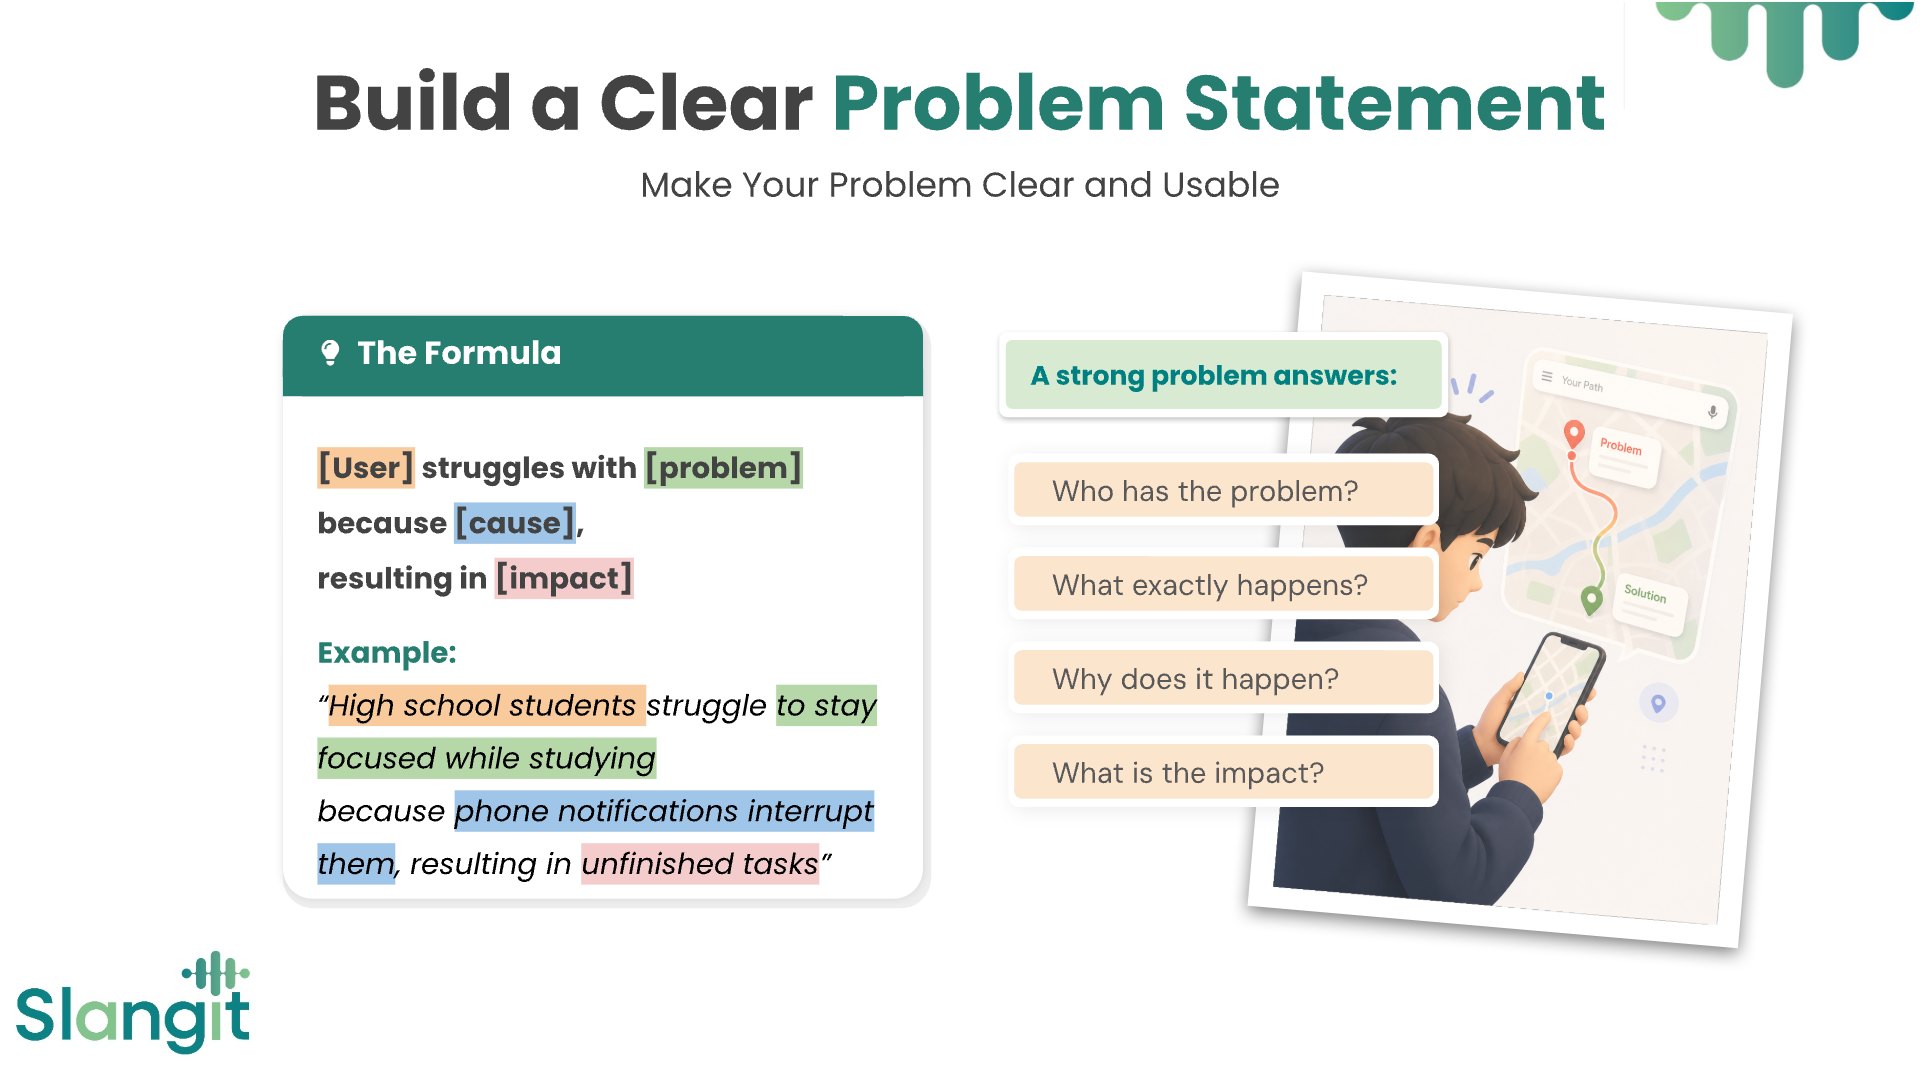 Build a Clear Problem Statement
Make Your Problem Clear and Usable
The Formula
[User] struggles with [problem]
because [cause],
resulting in [impact]
Example:
“High school students struggle to stay
focused while studying
because phone notifications interrupt
them, resulting in unfinished tasks”
A strong problem answers:
Who has the problem?
What exactly happens?
Why does it happen?
What is the impact?
Your Path
Problem
Solution
Slangit